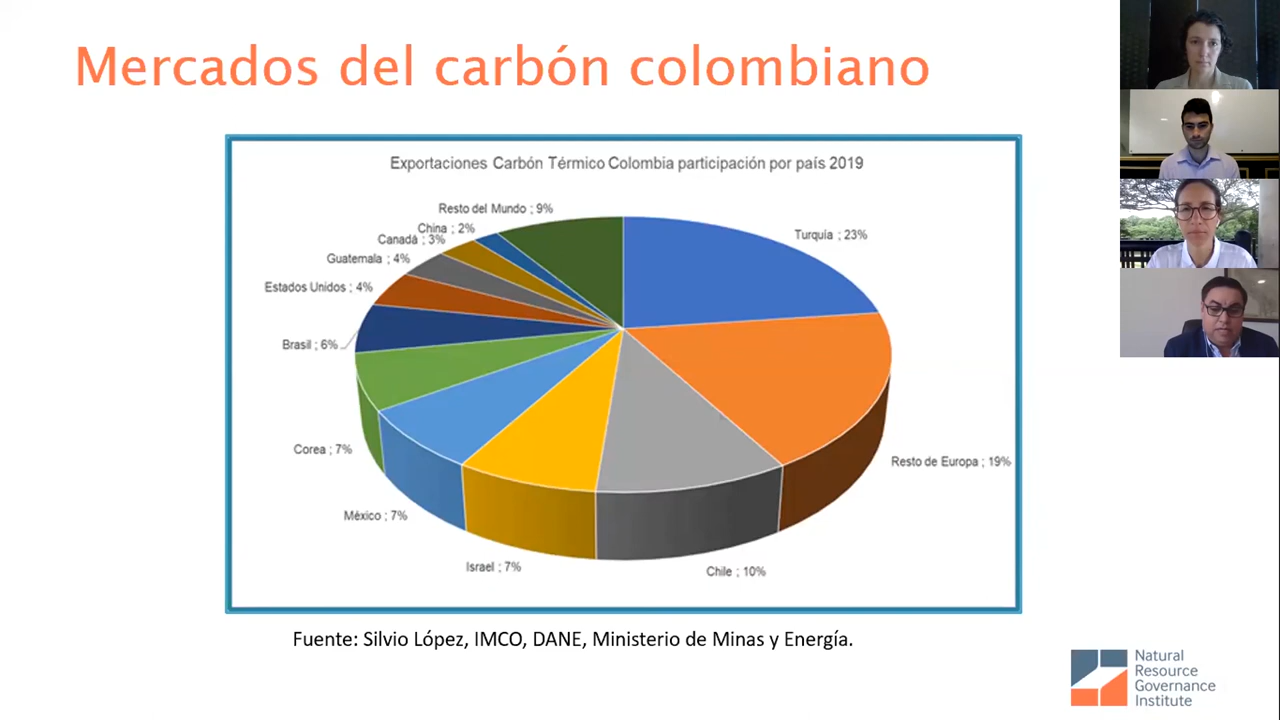 Mercados del carbón colombiano
Exportaciones Carbón Térmico Colombia participación por país 2019
Resto del Mundo ; 9%
China ; 2%
Canadá ; 3%
Guatemala ; 4%
Estados Unidos ; 4%
Brasil ; 6%
Corea ; 7%
México ; 7%
Israel ; 7%
Chile ; 10%
Resto de Europa ; 19%
Turquía ; 23%
Fuente: Silvio López, IMCO, DANE, Ministerio de Minas y Energía.
Natural
Resource
Governance
Institute